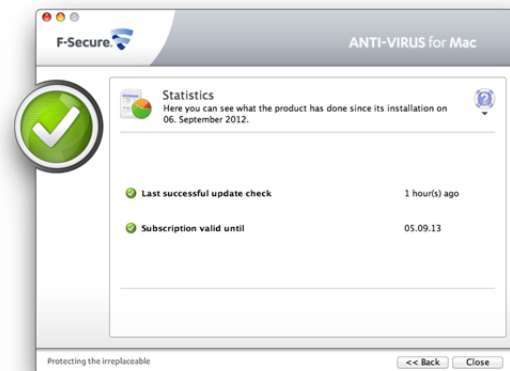 F-Secure.
ANTI-VIRUS for Mac
Statistics
Here you can see what the product has done since its installation on
06. September 2012.
Last successful update check 1 hour(s) ago
Subscription valid until 05.09.13
Protecting the irreplaceable
<< Back Close